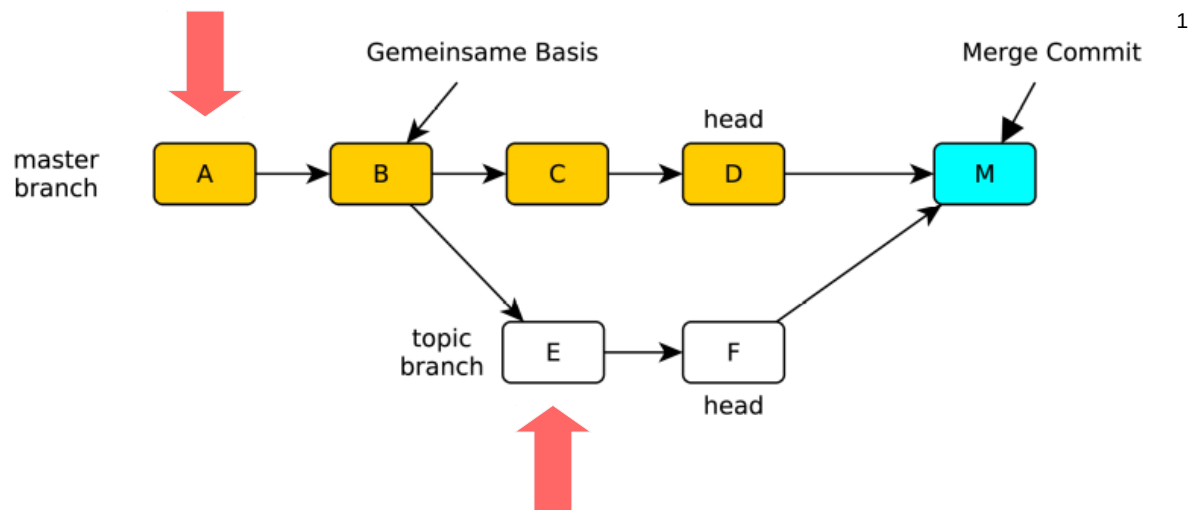 1
Gemeinsame Basis
Merge Commit
head
master
branch
A
B
C
D
M
topic
branch
E
F
head